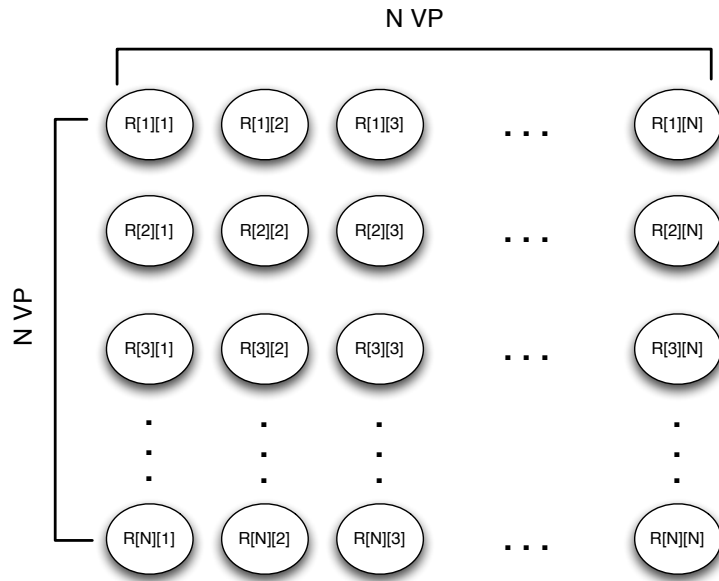 N VP
R[1][1] R[1][2] R[1][3] . . . R[1][N]
R[2][1] R[2][2] R[2][3] . . . R[2][N]
N VP
R[3][1] R[3][2] R[3][3] . . . R[3][N]
. . . .
. . . .
. . . .
R[N][1] R[N][2] R[N][3] . . . R[N][N]